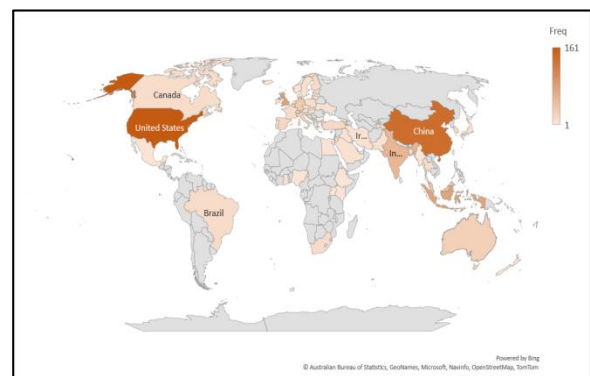 Freq
161
1
Canada
United States
Ir...
China
In...
Brazil
Powered by Bing
© Australian Bureau of Statistics, GeoNames, Microsoft, Navinfo, OpenStreetMap, TomTom